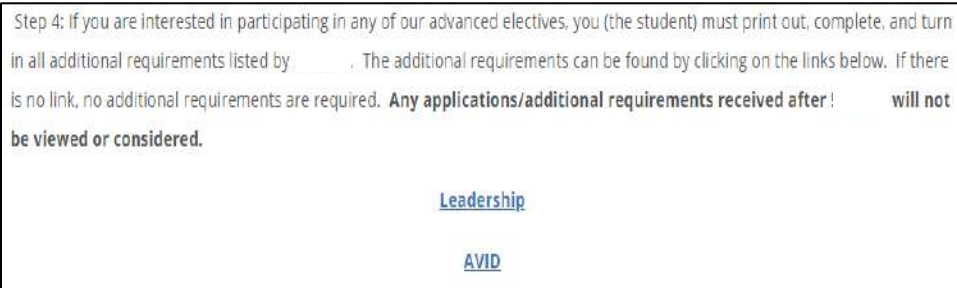 Step 4: If you are interested in participating in any of our advanced electives, you (the student) must print out, complete, and turn
in all additional requirements listed by . The additional requirements can be found by clicking on the links below. If there
is no link, no additional requirements are required. Any applications/additional requirements received after will not
be viewed or considered.
Leadership
AVID